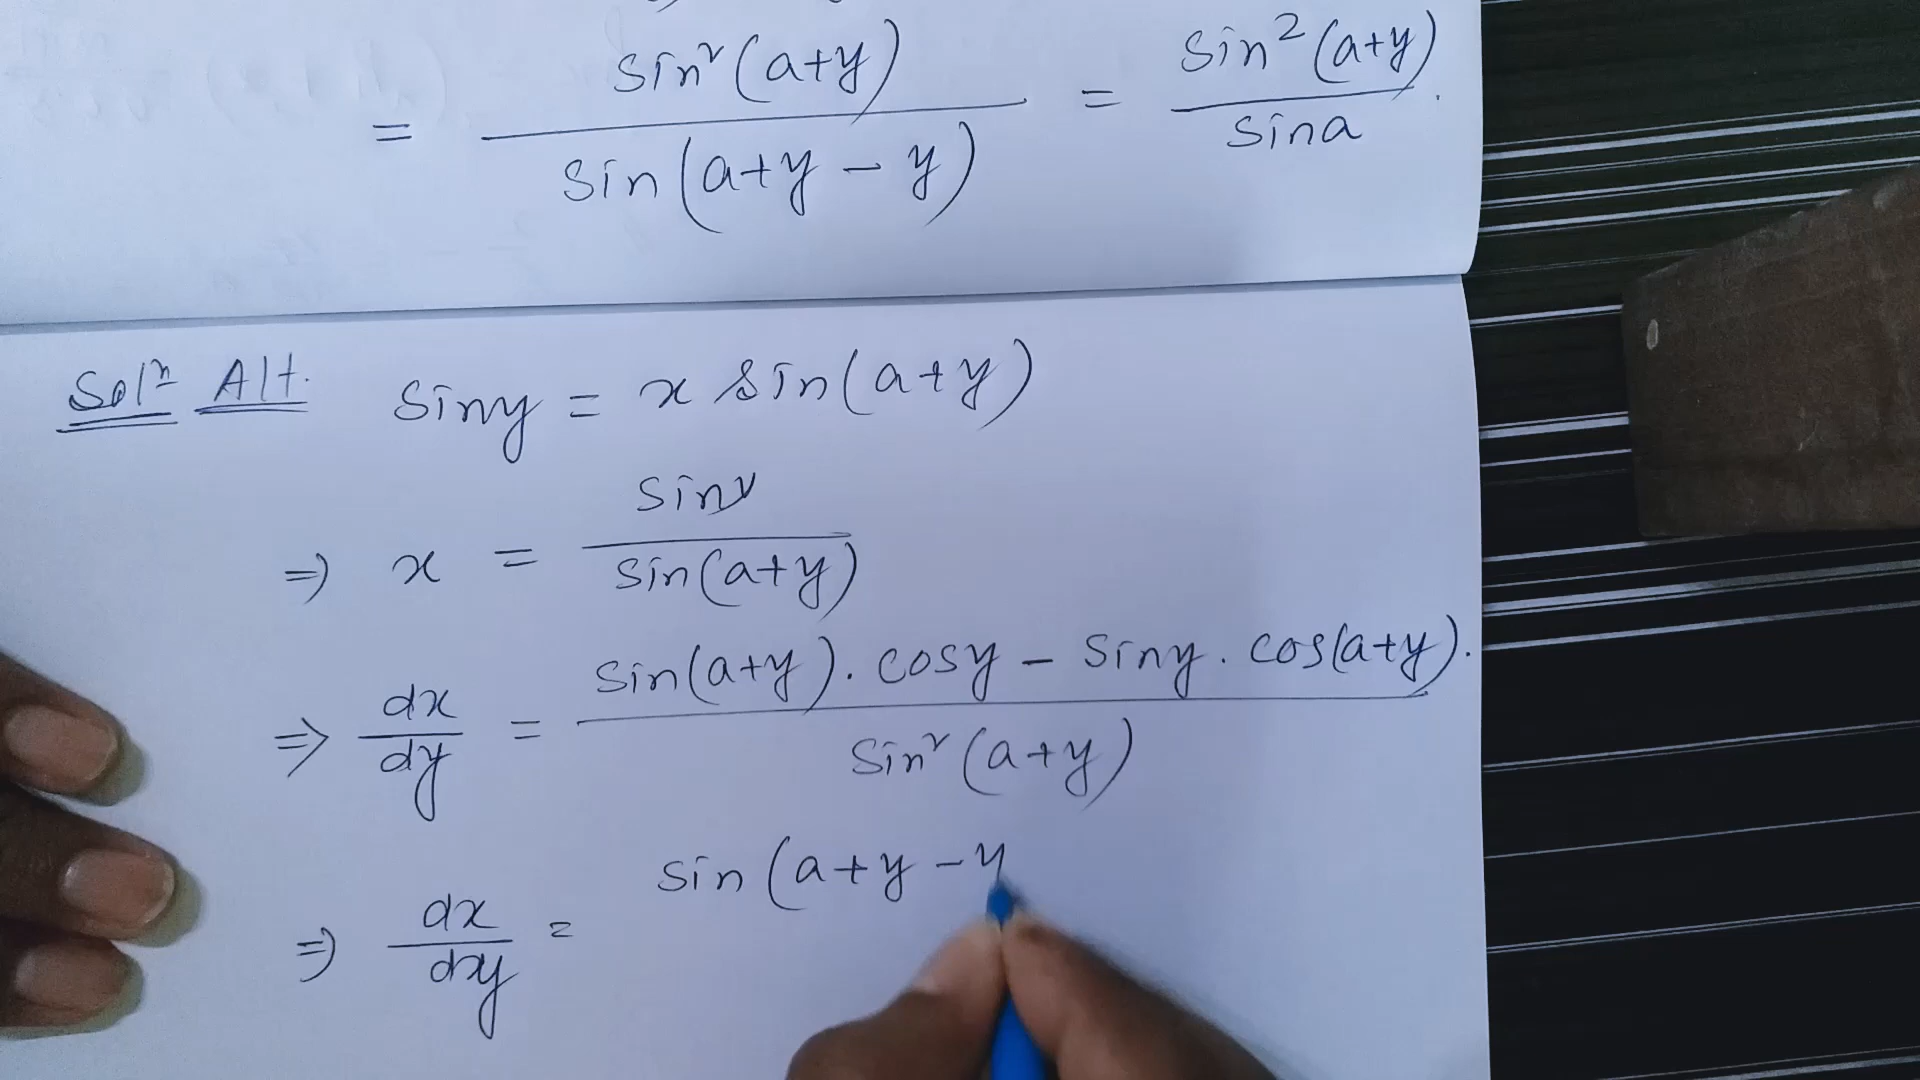 = sin²(a+y) / sin(a+y-y) = sin²(a+y) / sina.
Solⁿ Alt. siny = x sin(a+y)
⇒ x = siny / sin(a+y)
⇒ dx/dy = sin(a+y). cosy - siny. cos(a+y). / sin²(a+y)
⇒ dx/dy = sin(a+y-y